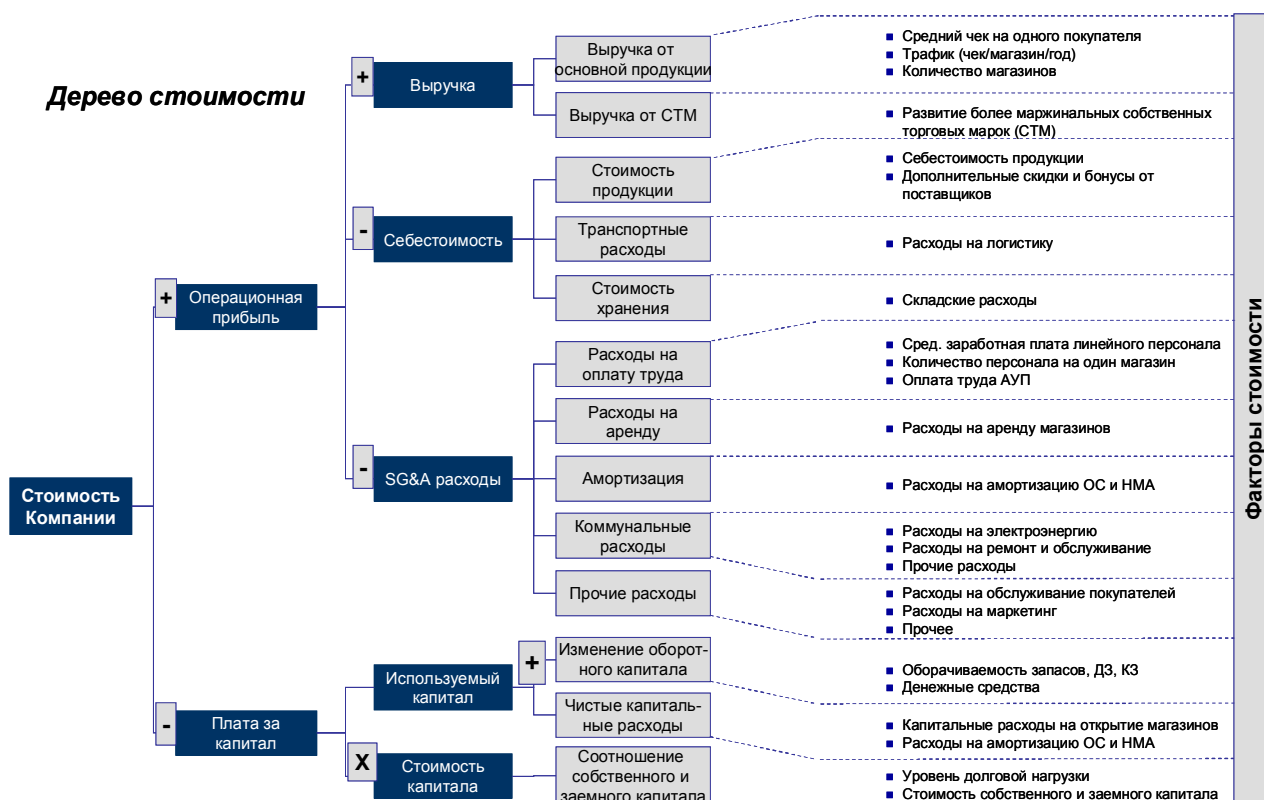 Дерево стоимости
Стоимость
Компании
+
Операционная
прибыль
-
Плата за
капитал
+
Выручка
-
Себестоимость
-
SG&A расходы
Используемый
капитал
X
Стоимость
капитала
Выручка от
основной продукции
Выручка от СТМ
Стоимость
продукции
Транспортные
расходы
Стоимость
хранения
Расходы на
оплату труда
Расходы на
аренду
Амортизация
Коммунальные
расходы
Прочие расходы
+
Изменение оборот-
ного капитала
Чистые капиталь-
ные расходы
Соотношение
собственного и
заемного капитала
Средний чек на одного покупателя
Трафик (чек/магазин/год)
Количество магазинов
Развитие более маржинальных собственных
торговых марок (СТМ)
Себестоимость продукции
Дополнительные скидки и бонусы от
поставщиков
Расходы на логистику
Складские расходы
Сред. заработная плата линейного персонала
Количество персонала на один магазин
Оплата труда АУП
Расходы на аренду магазинов
Расходы на амортизацию ОС и НМА
Расходы на электроэнергию
Расходы на ремонт и обслуживание
Прочие расходы
Расходы на обслуживание покупателей
Расходы на маркетинг
Прочее
Оборачиваемость запасов, ДЗ, КЗ
Денежные средства
Капитальные расходы на открытие магазинов
Расходы на амортизацию ОС и НМА
Уровень долговой нагрузки
Стоимость собственного и заемного капитала
Факторы стоимости